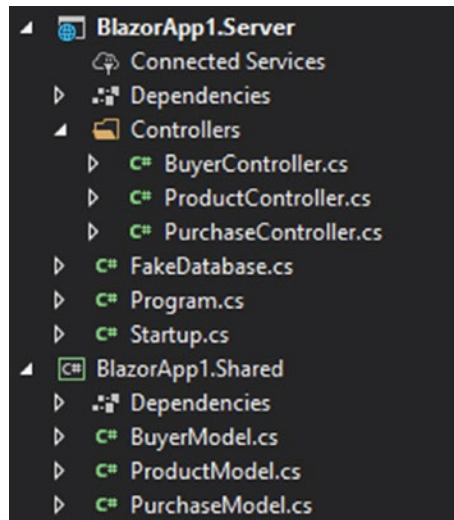 BlazorApp1.Server
Connected Services
Dependencies
Controllers
C# BuyerController.cs
C# ProductController.cs
C# PurchaseController.cs
C# FakeDatabase.cs
C# Program.cs
C# Startup.cs
C# BlazorApp1.Shared
Dependencies
C# BuyerModel.cs
C# ProductModel.cs
C# PurchaseModel.cs